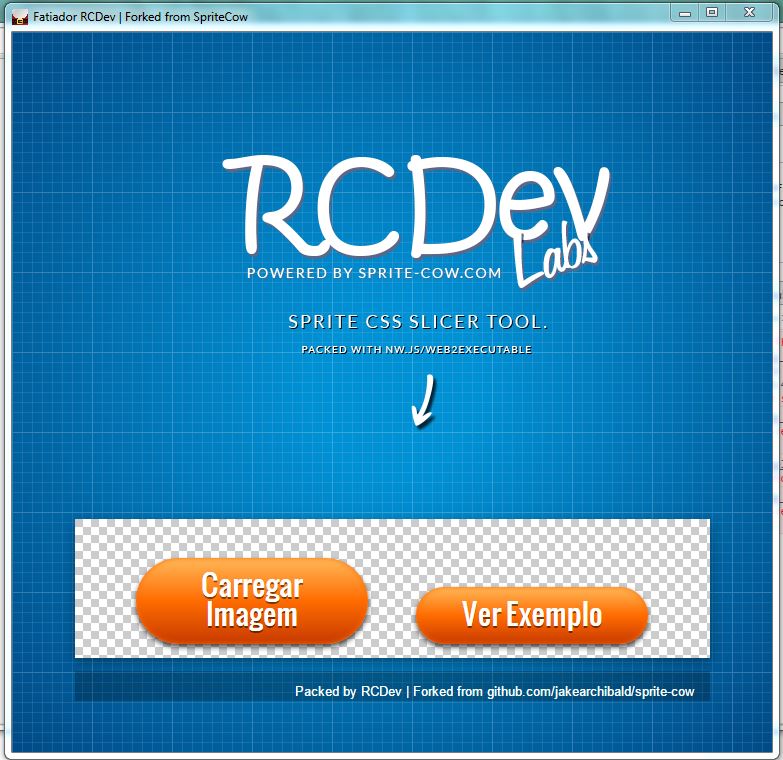 Fatiador RCDev | Forked from SpriteCow
RCDev
Labs
POWERED BY SPRITE-COW.COM
SPRITE CSS SLICER TOOL.
PACKED WITH NW.JS/WEB2EXECUTABLE
Carregar
Imagem
Ver Exemplo
Packed by RCDev | Forked from github.com/jakearchibald/sprite-cow